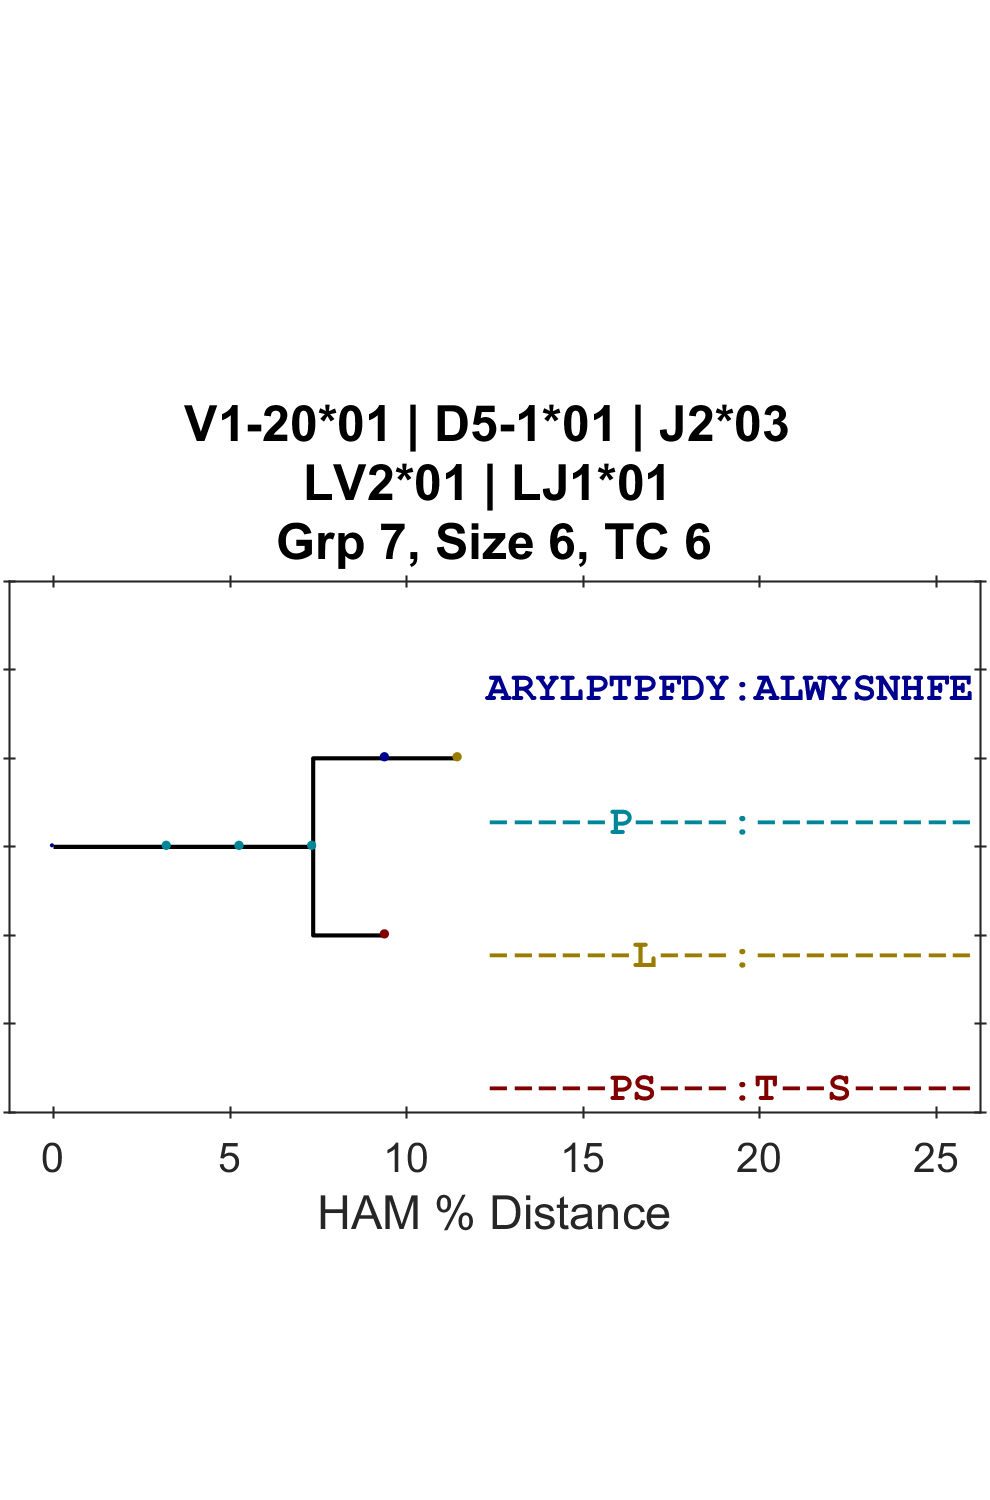 V1-20*01 | D5-1*01 | J2*03
LV2*01 | LJ1*01
Grp 7, Size 6, TC 6
ARYLPTPFDY:ALWYSNHFE
-----P----:---------
------L---:---------
-----PS---:T--S-----
0 5 10 15 20 25
HAM % Distance